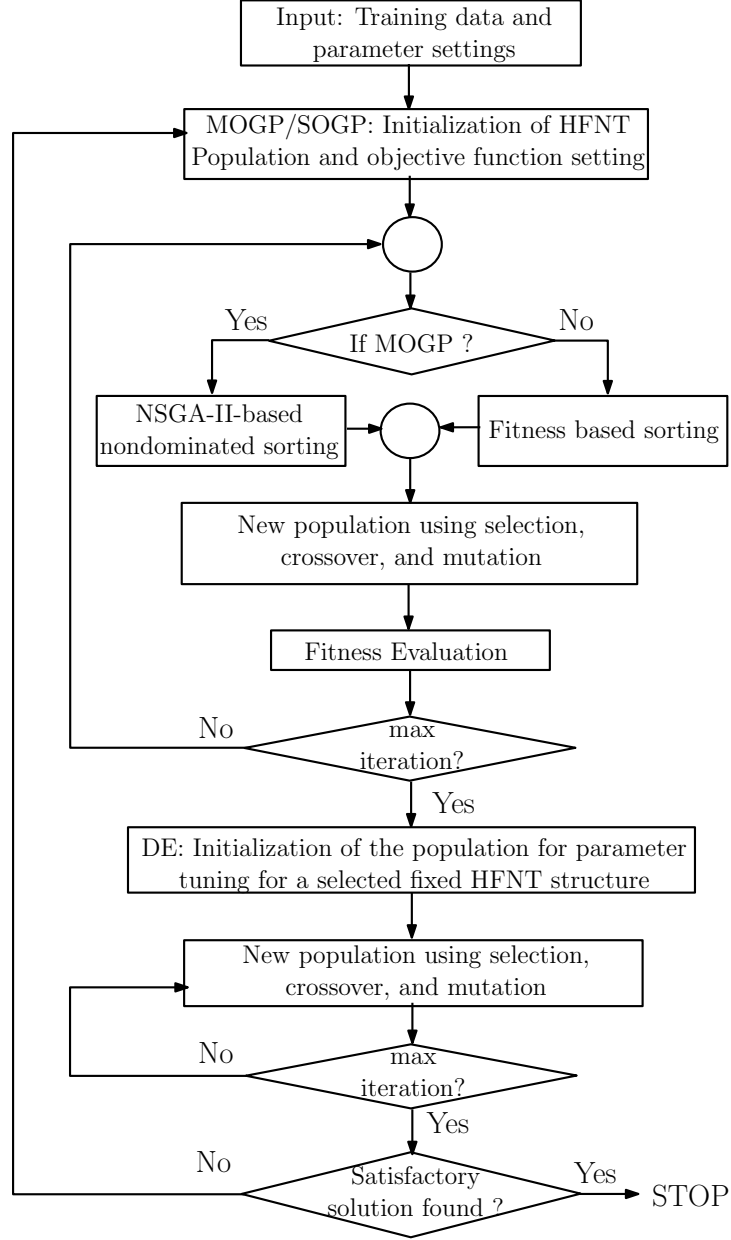 Input: Training data and
parameter settings
MOGP/SOGP: Initialization of HFNT
Population and objective function setting
Yes
No
If MOGP ?
NSGA-II-based
nondominated sorting
Fitness based sorting
New population using selection,
crossover, and mutation
Fitness Evaluation
No
max
iteration?
Yes
DE: Initialization of the population for parameter
tuning for a selected fixed HFNT structure
New population using selection,
crossover, and mutation
No
max
iteration?
Yes
No
Satisfactory
solution found ?
Yes
STOP